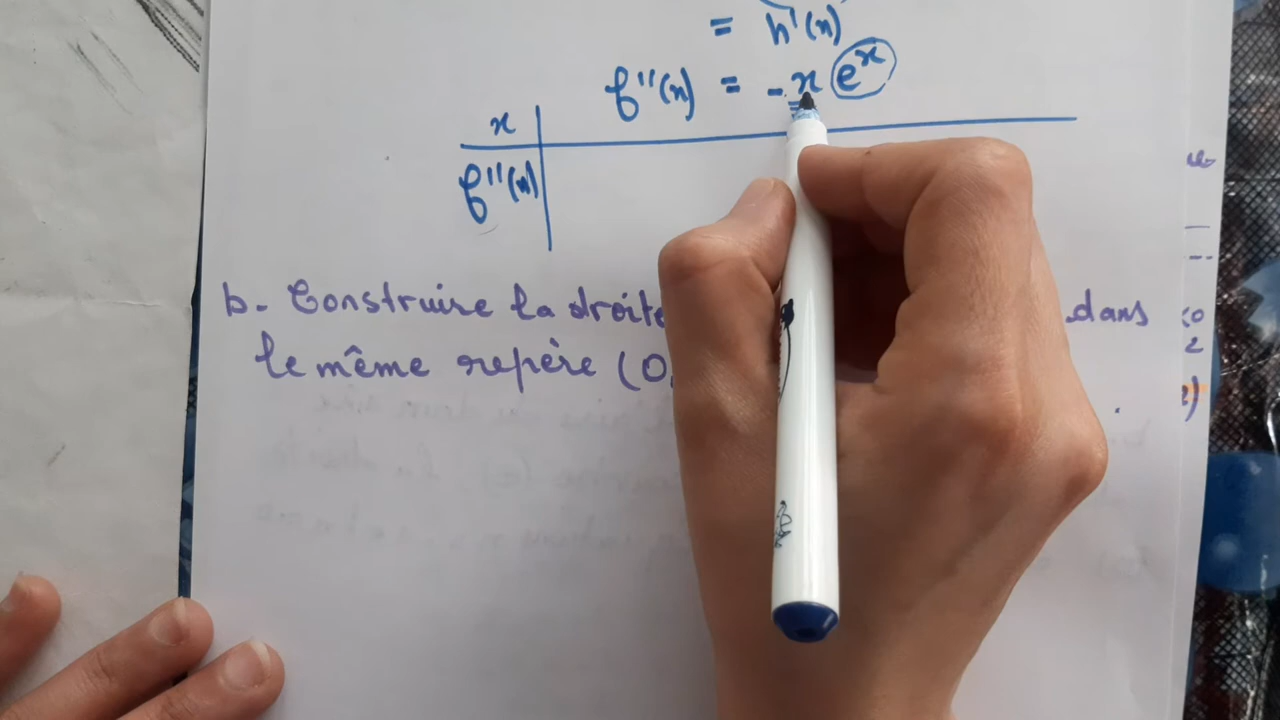 = h'(x)
f''(x) = -x e^x
x
f''(x)
b- Construire la droite dans
le même repère (O,